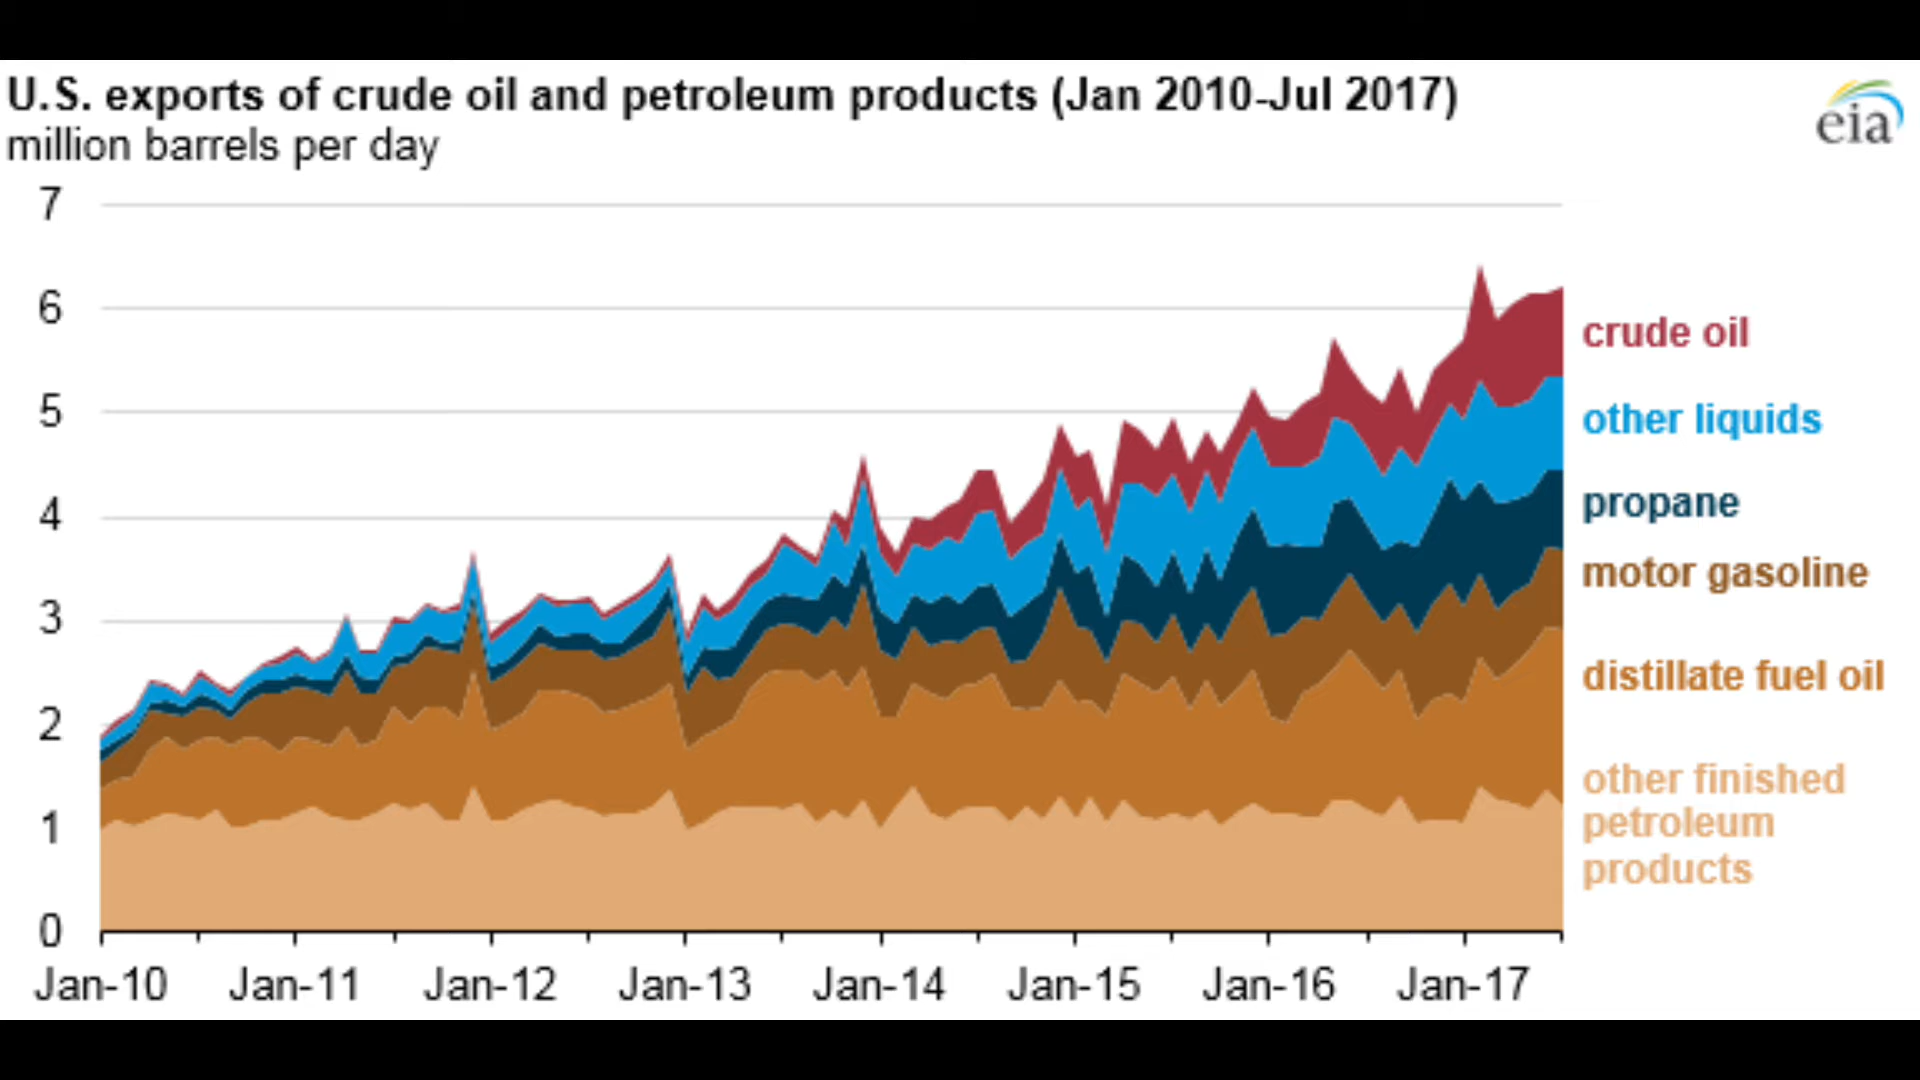 U.S. exports of crude oil and petroleum products (Jan 2010-Jul 2017)
million barrels per day
eia
7
6
5
4
3
2
1
0
crude oil
other liquids
propane
motor gasoline
distillate fuel oil
other finished
petroleum
products
Jan-10 Jan-11 Jan-12 Jan-13 Jan-14 Jan-15 Jan-16 Jan-17